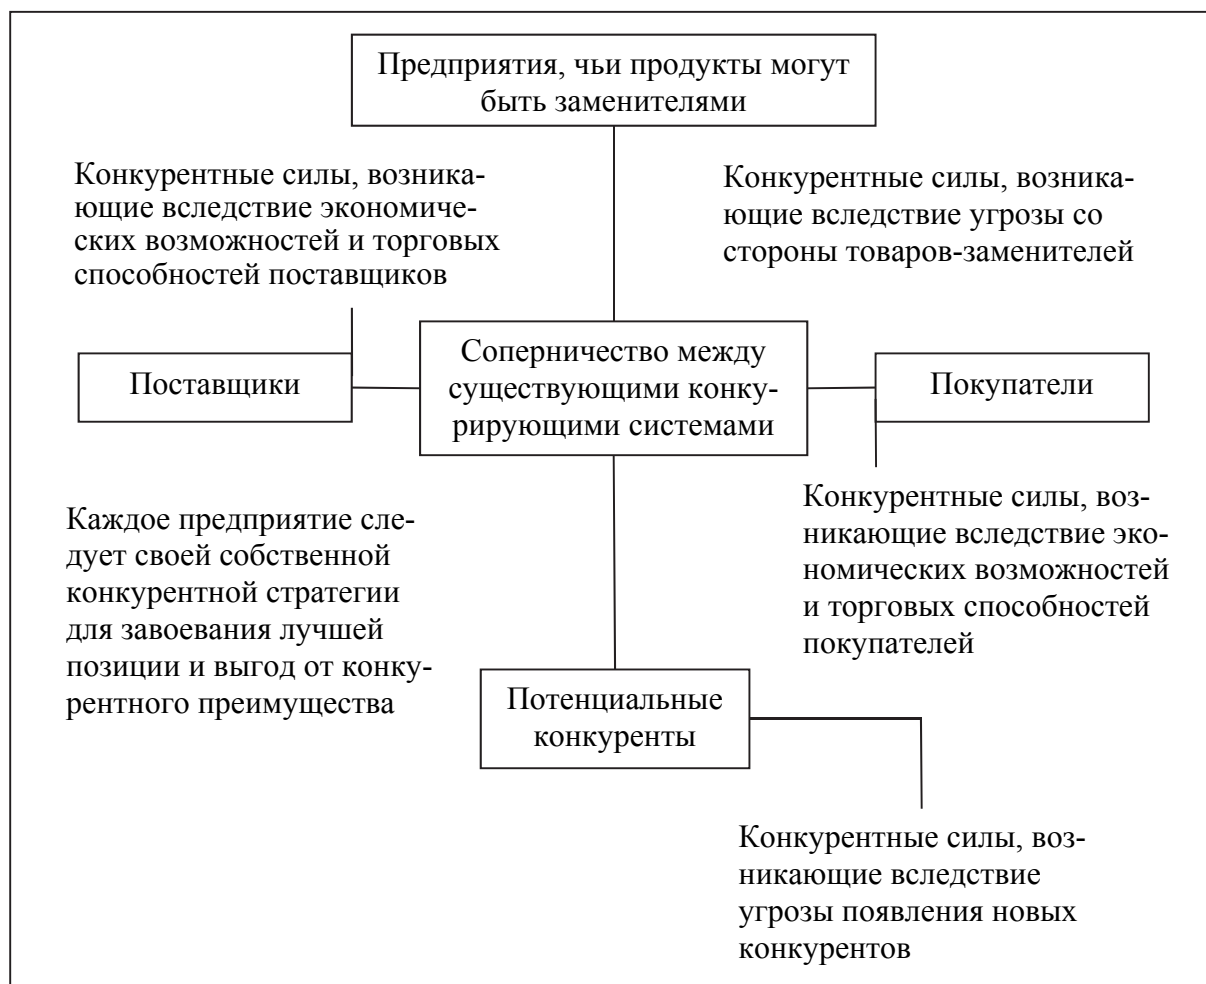 Предприятия, чьи продукты могут
быть заменителями
Конкурентные силы, возника-
ющие вследствие экономиче-
ских возможностей и торговых
способностей поставщиков
Конкурентные силы, возника-
ющие вследствие угрозы со
стороны товаров-заменителей
Поставщики
Соперничество между
существующими конку-
рирующими системами
Покупатели
Каждое предприятие сле-
дует своей собственной
конкурентной стратегии
для завоевания лучшей
позиции и выгод от конку-
рентного преимущества
Конкурентные силы, воз-
никающие вследствие эко-
номических возможностей
и торговых способностей
покупателей
Потенциальные
конкуренты
Конкурентные силы, воз-
никающие вследствие
угрозы появления новых
конкурентов